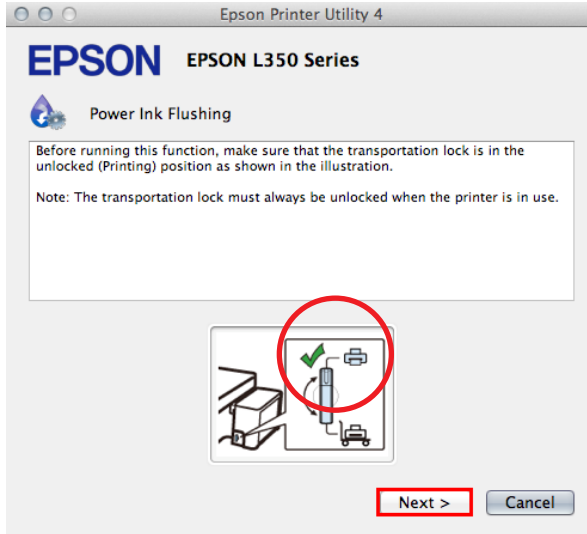 Epson Printer Utility 4
EPSON EPSON L350 Series
Power Ink Flushing
Before running this function, make sure that the transportation lock is in the
unlocked (Printing) position as shown in the illustration.
Note: The transportation lock must always be unlocked when the printer is in use.
Next > Cancel